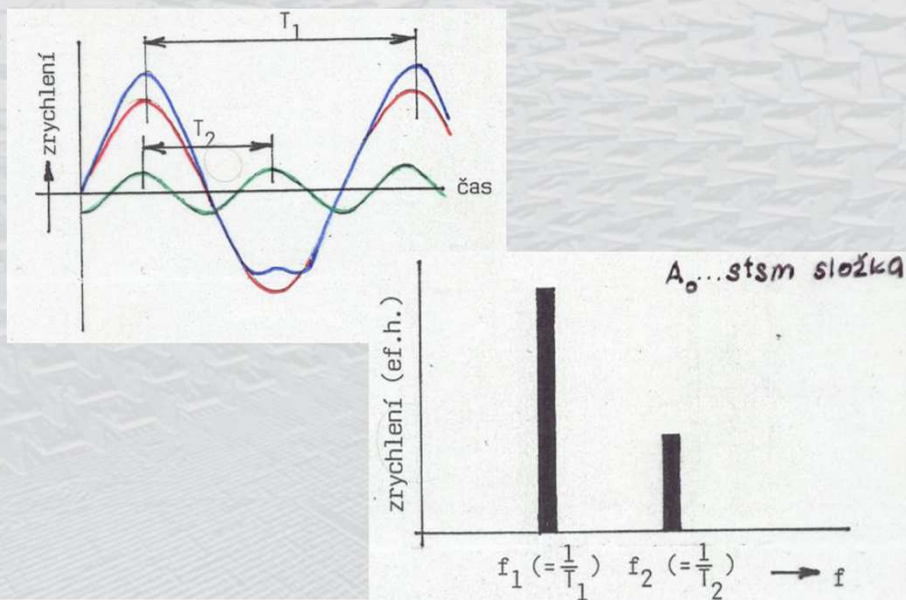 T₁
zrychlení
T₂
čas
A₀...stsm složka
zrychlení (ef.h.)
f₁ (=1/T₁) f₂ (=1/T₂) f